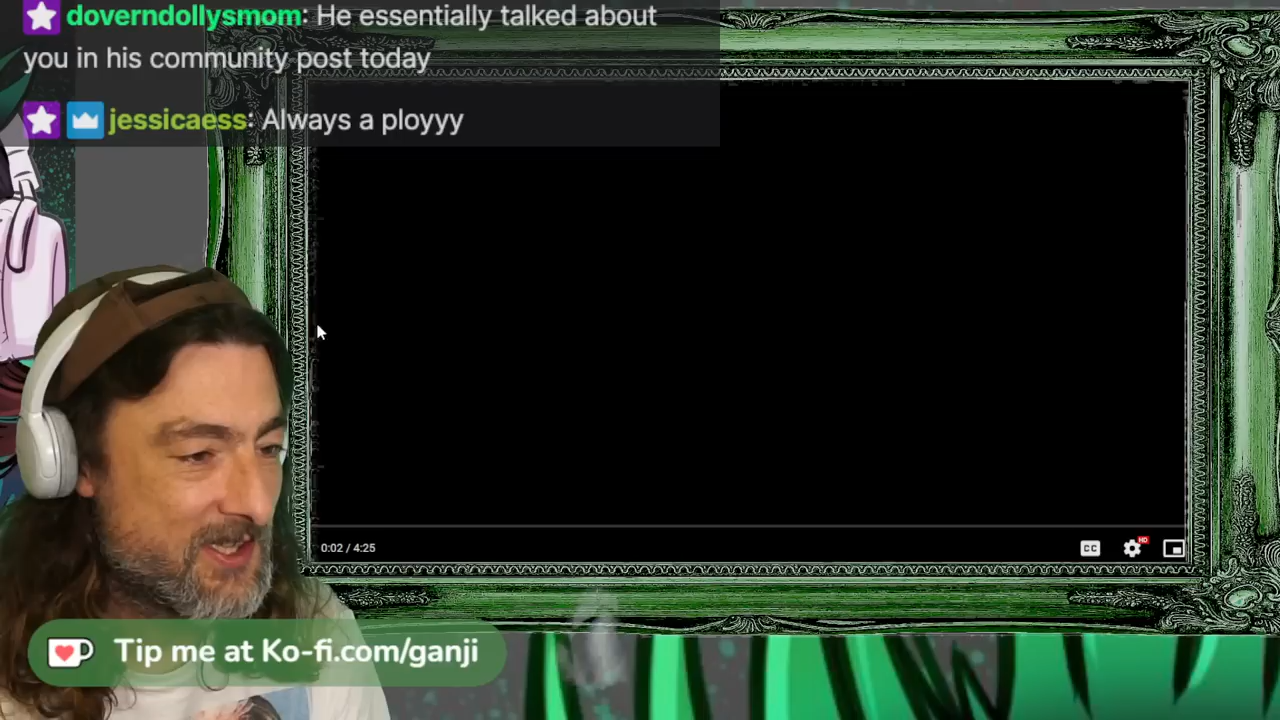 doverndollysmom: He essentially talked about
you in his community post today
jessicaess: Always a ployyy
0:02 / 4:25
CC
HD
Tip me at Ko-fi.com/ganji